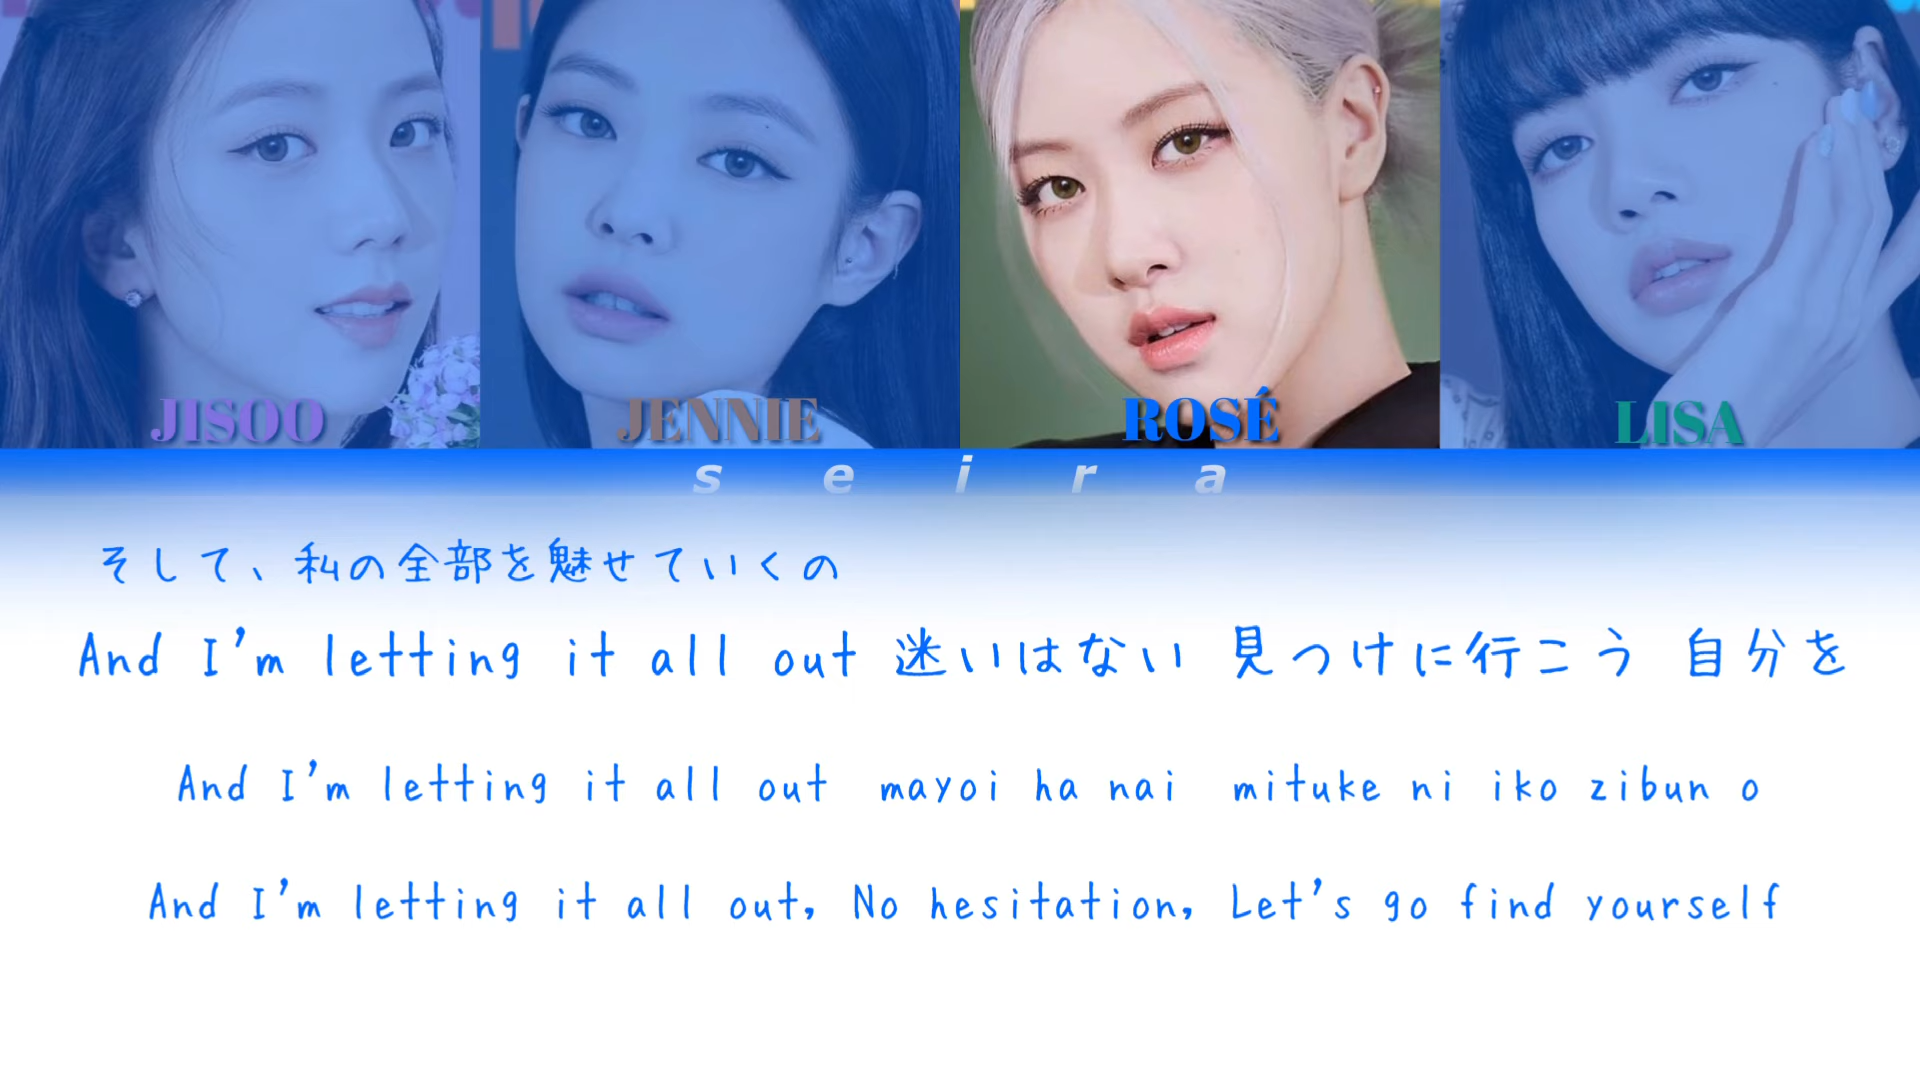 JISOO JENNIE ROSÉ LISA
seira
そして、私の全部を魅せていくの
And I'm letting it all out 迷いはない 見つけに行こう 自分を
And I'm letting it all out mayoi ha nai mituke ni iko zibun o
And I'm letting it all out, No hesitation, Let's go find yourself